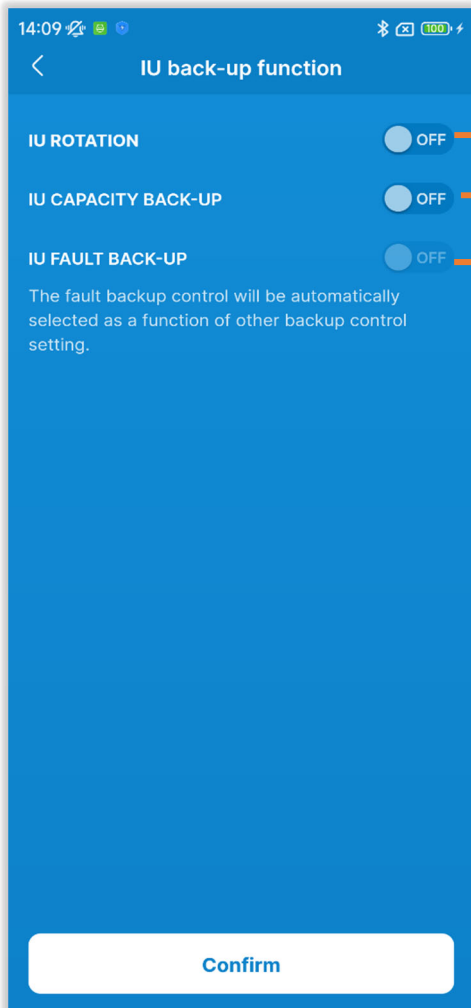 14:09
100
IU back-up function
IU ROTATION
OFF
IU CAPACITY BACK-UP
OFF
IU FAULT BACK-UP
OFF
The fault backup control will be automatically
selected as a function of other backup control
setting.
Confirm